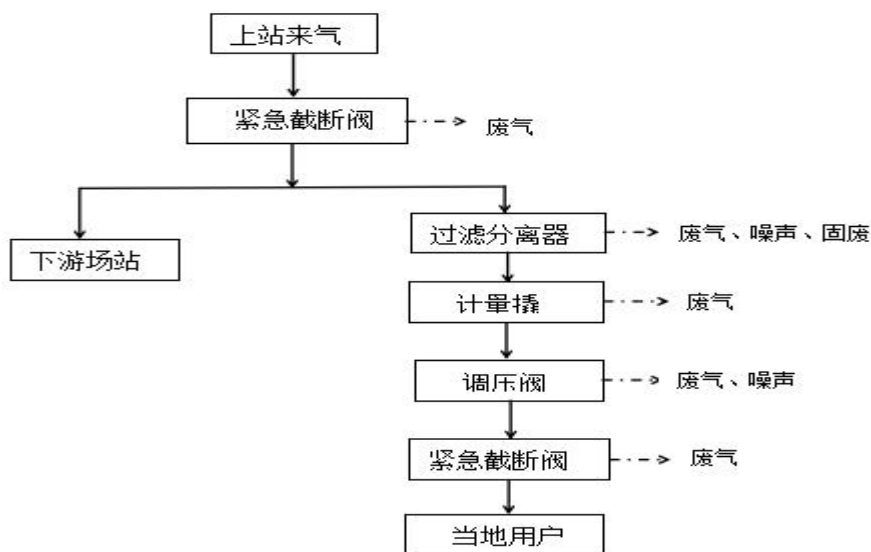 上站来气
紧急截断阀
废气
过滤分离器
废气、噪声、固废
下游场站
计量撬
废气
调压阀
废气、噪声
紧急截断阀
废气
当地用户